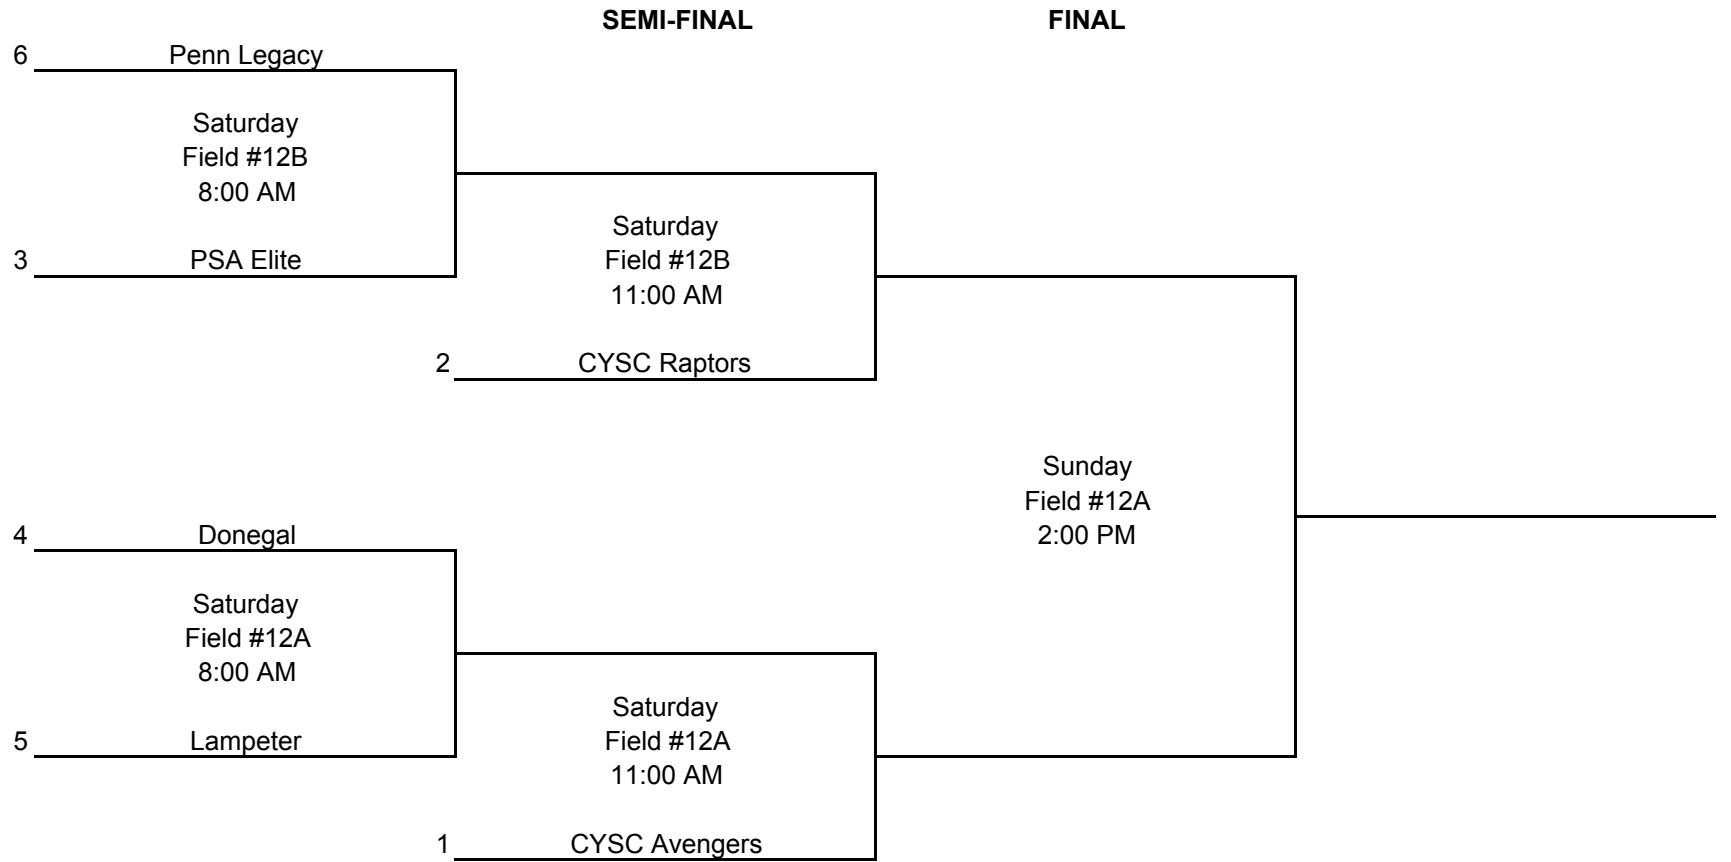 SEMI-FINAL FINAL
6 Penn Legacy
Saturday
Field #12B
8:00 AM
3 PSA Elite
Saturday
Field #12B
11:00 AM
2 CYSC Raptors
Sunday
Field #12A
2:00 PM
4 Donegal
Saturday
Field #12A
8:00 AM
5 Lampeter
Saturday
Field #12A
11:00 AM
1 CYSC Avengers